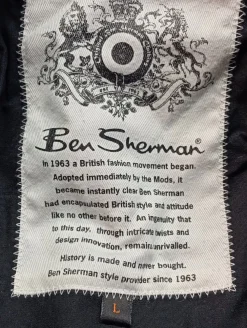 Ben Sherman®
In 1963 a British fashion movement began.
Adopted immediately by the Mods, it
became instantly clear Ben Sherman
had encapsulated British style and attitude
like no other before it. An ingenuity that
to this day, through intricate twists and
design innovation, remains unrivalled.
History is made and never bought.
Ben Sherman style provider since 1963
L